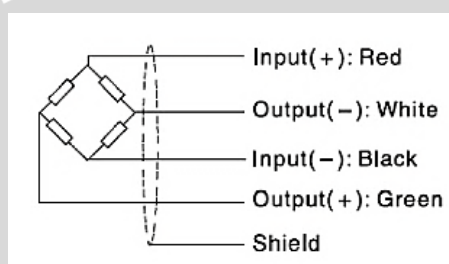 Input(+): Red
Output(−): White
Input(−): Black
Output(+): Green
Shield